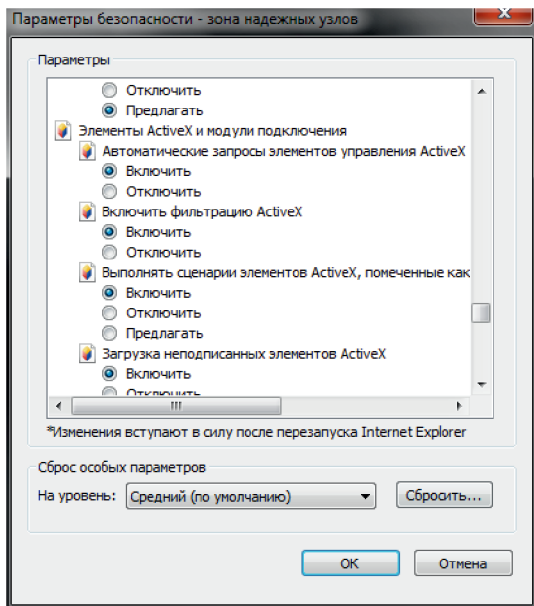 Параметры безопасности - зона надежных узлов
Параметры
Отключить
Предлагать
Элементы ActiveX и модули подключения
Автоматические запросы элементов управления ActiveX
Включить
Отключить
Включить фильтрацию ActiveX
Включить
Отключить
Выполнять сценарии элементов ActiveX, помеченные как
Включить
Отключить
Предлагать
Загрузка неподписанных элементов ActiveX
Включить
Отключить
*Изменения вступают в силу после перезапуска Internet Explorer
Сброс особых параметров
На уровень: Средний (по умолчанию) Сбросить...
ОК Отмена